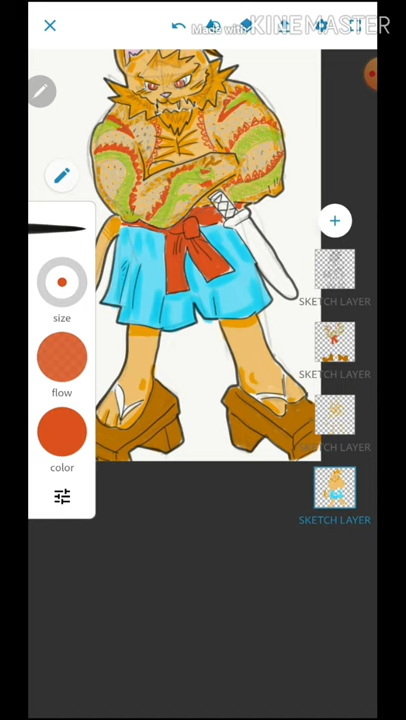 Made with KINEMASTER
size
flow
color
SKETCH LAYER
SKETCH LAYER
SKETCH LAYER
SKETCH LAYER